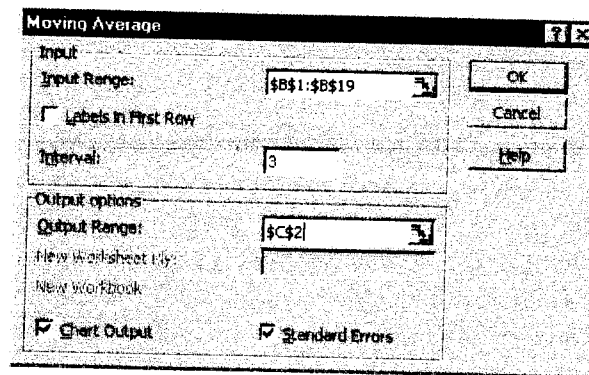 Moving Average
Input
Input Range:
$B$1:$B$19
OK
Labels in First Row
Cancel
Interval:
3
Help
Output options
Output Range:
$C$2
New Worksheet Ply:
New Workbook
Chart Output
Standard Errors